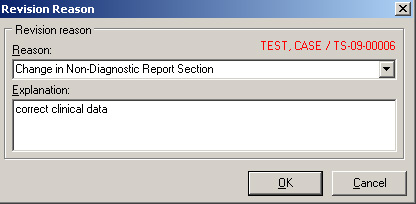 Revision Reason
Revision reason
Reason:
TEST, CASE / TS-09-00006
Change in Non-Diagnostic Report Section
Explanation:
correct clinical data
OK
Cancel